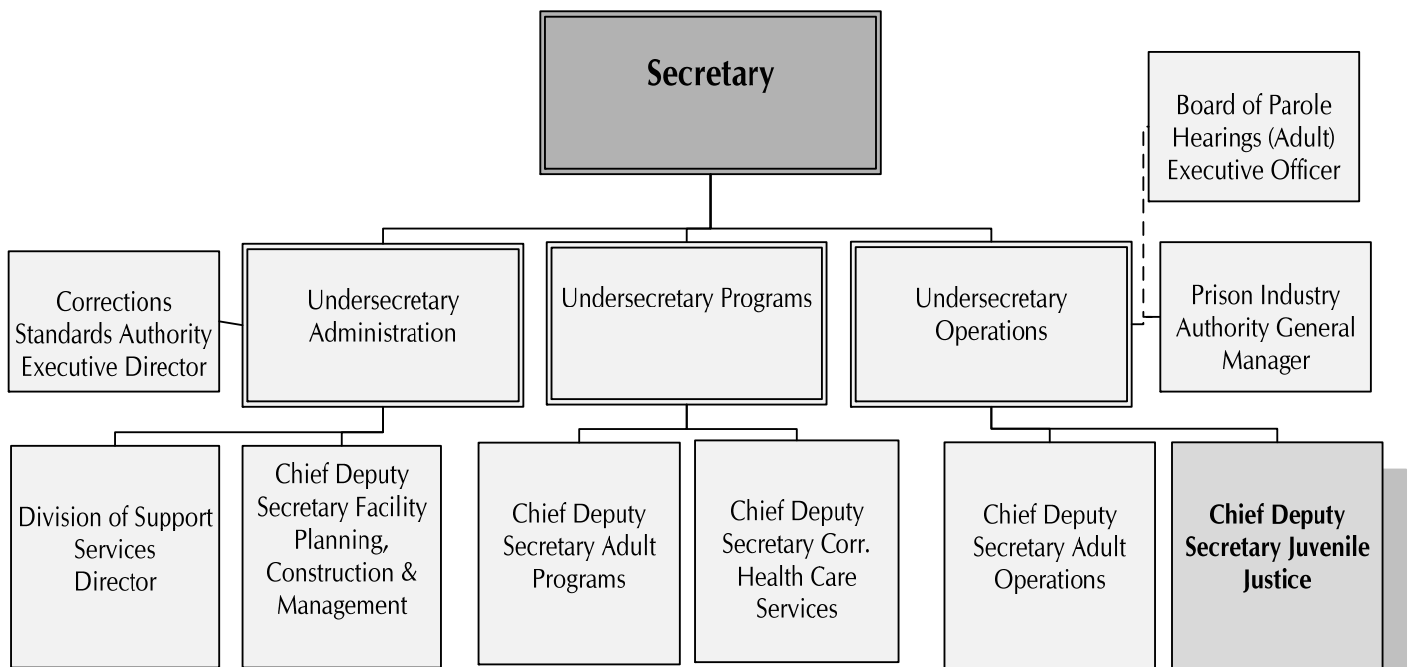 Secretary
Board of Parole
Hearings (Adult)
Executive Officer
Corrections
Standards Authority
Executive Director
Undersecretary
Administration
Undersecretary Programs
Undersecretary
Operations
Prison Industry
Authority General
Manager
Division of Support
Services
Director
Chief Deputy
Secretary Facility
Planning,
Construction &
Management
Chief Deputy
Secretary Adult
Programs
Chief Deputy
Secretary Corr.
Health Care
Services
Chief Deputy
Secretary Adult
Operations
Chief Deputy
Secretary Juvenile
Justice